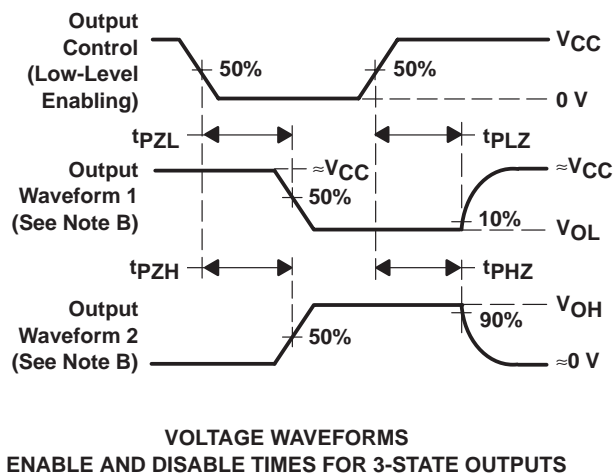 Output
Control
(Low-Level
Enabling)
50%
50%
VCC
0 V
tPZL
tPLZ
Output
Waveform 1
(See Note B)
≈VCC
50%
≈VCC
10%
VOL
tPZH
tPHZ
Output
Waveform 2
(See Note B)
50%
VOH
90%
≈0 V
VOLTAGE WAVEFORMS
ENABLE AND DISABLE TIMES FOR 3-STATE OUTPUTS